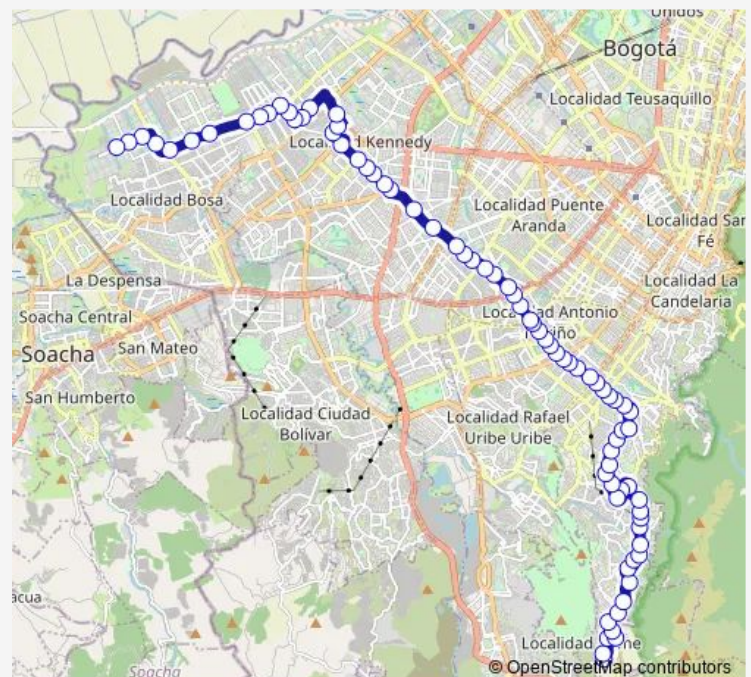 Unidos
Bogotá
Localidad Teusaquillo
Kennedy
Localidad Bosa
Localidad Puente
Aranda
Localidad San
Fé
La Despensa
Localidad La
Candelaria
Soacha Central
Localidad Antonio
Soacha
San Mateo
San Humberto
Localidad Ciudad
Bolívar
Localidad Rafael
Uribe Uribe
acua
Localidad
me
Soacha
© OpenStreetMap contributors